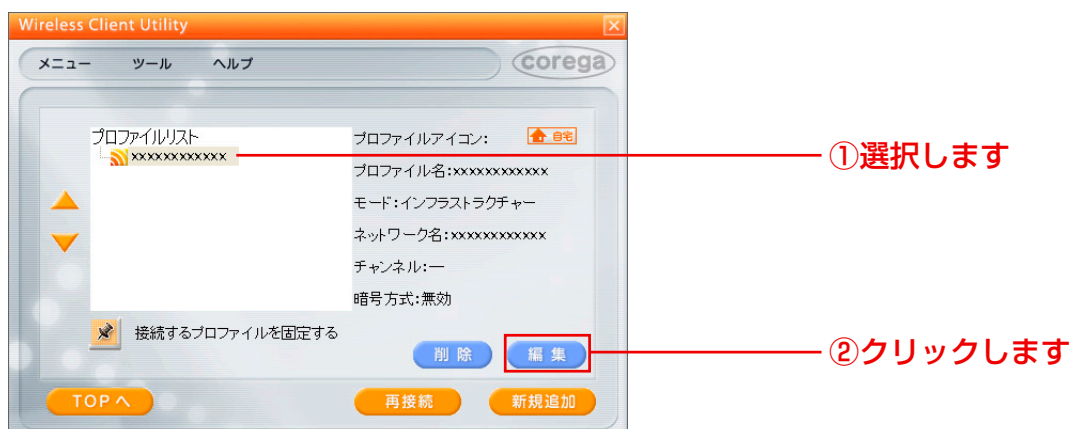 Wireless Client Utility
メニュー ツール ヘルプ
corega
プロファイルリスト
xxxxxxxxxxxx
プロファイルアイコン: 自宅
プロファイル名:xxxxxxxxxxxx
モード:インフラストラクチャー
ネットワーク名:xxxxxxxxxxxx
チャンネル:—
暗号方式:無効
接続するプロファイルを固定する
削除 編集
TOPへ 再接続 新規追加
①選択します
②クリックします